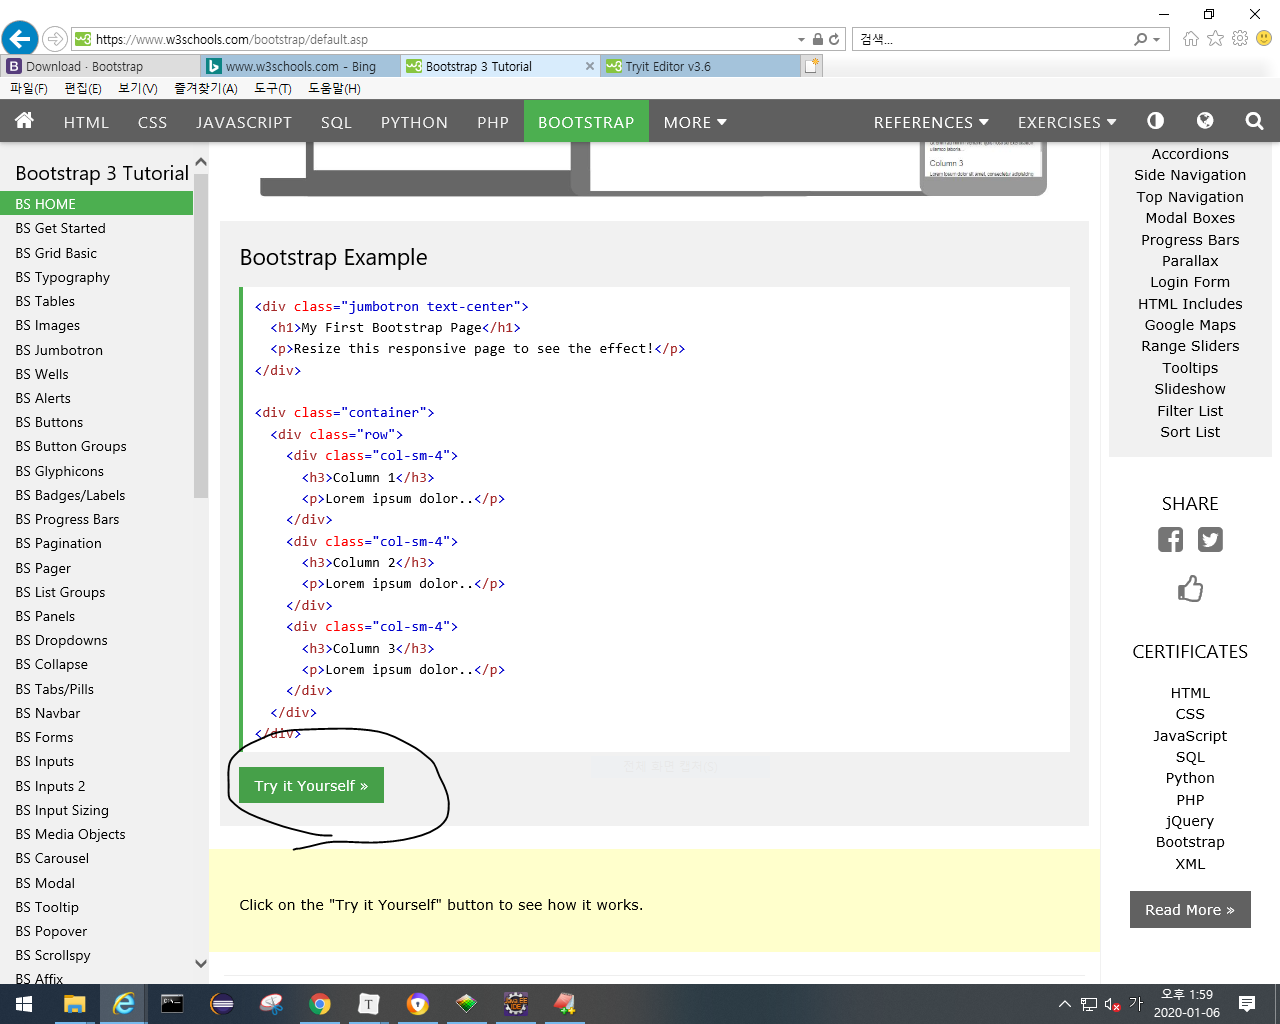 https://www.w3schools.com/bootstrap/default.asp
검색...
Download · Bootstrap
www.w3schools.com - Bing
Bootstrap 3 Tutorial
Tryit Editor v3.6
파일(F) 편집(E) 보기(V) 즐겨찾기(A) 도구(T) 도움말(H)
HTML CSS JAVASCRIPT SQL PYTHON PHP BOOTSTRAP MORE REFERENCES EXERCISES
Bootstrap 3 Tutorial
BS HOME
BS Get Started
BS Grid Basic
BS Typography
BS Tables
BS Images
BS Jumbotron
BS Wells
BS Alerts
BS Buttons
BS Button Groups
BS Glyphicons
BS Badges/Labels
BS Progress Bars
BS Pagination
BS Pager
BS List Groups
BS Panels
BS Dropdowns
BS Collapse
BS Tabs/Pills
BS Navbar
BS Forms
BS Inputs
BS Inputs 2
BS Input Sizing
BS Media Objects
BS Carousel
BS Modal
BS Tooltip
BS Popover
BS Scrollspy
BS Affix
Column 3
Lorem ipsum dolor sit amet, consectetur adipisicing
Bootstrap Example
<div class="jumbotron text-center">
  <h1>My First Bootstrap Page</h1>
  <p>Resize this responsive page to see the effect!</p>
</div>
<div class="container">
  <div class="row">
    <div class="col-sm-4">
      <h3>Column 1</h3>
      <p>Lorem ipsum dolor..</p>
    </div>
    <div class="col-sm-4">
      <h3>Column 2</h3>
      <p>Lorem ipsum dolor..</p>
    </div>
    <div class="col-sm-4">
      <h3>Column 3</h3>
      <p>Lorem ipsum dolor..</p>
    </div>
  </div>
</div>
Try it Yourself »
Click on the "Try it Yourself" button to see how it works.
Accordions
Side Navigation
Top Navigation
Modal Boxes
Progress Bars
Parallax
Login Form
HTML Includes
Google Maps
Range Sliders
Tooltips
Slideshow
Filter List
Sort List
SHARE
CERTIFICATES
HTML
CSS
JavaScript
SQL
Python
PHP
jQuery
Bootstrap
XML
Read More »
가
오후 1:59
2020-01-06